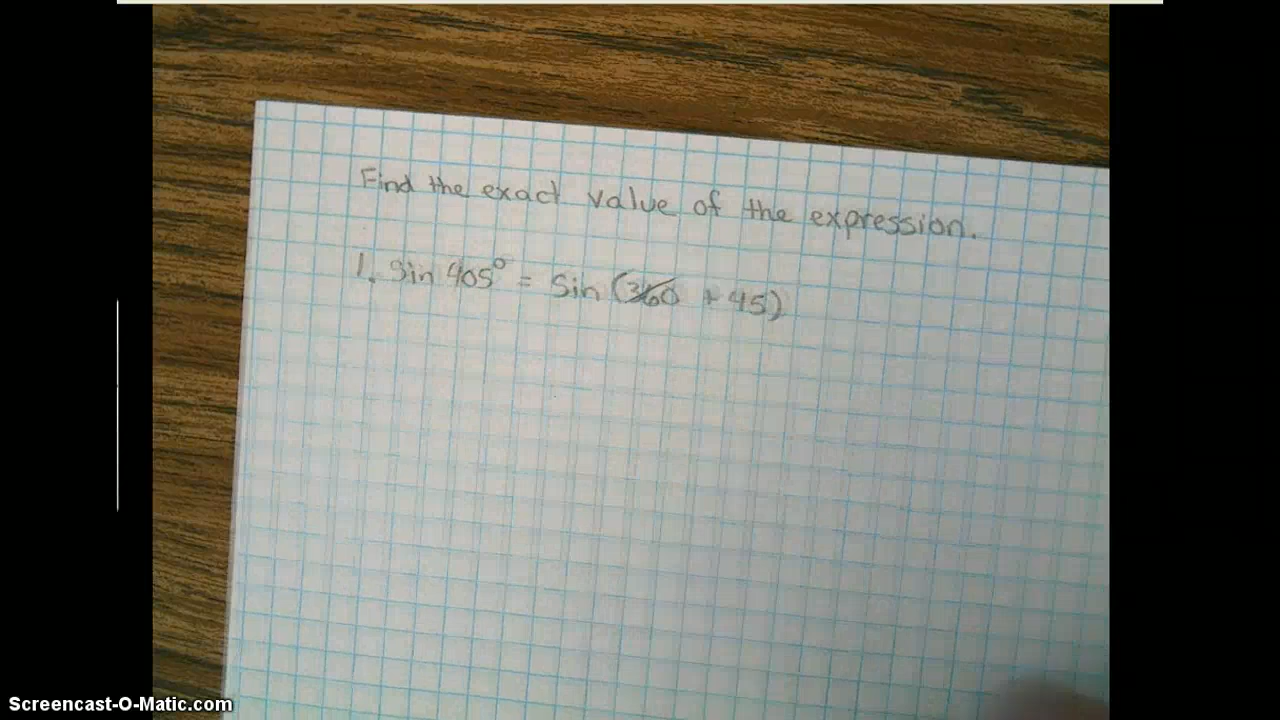 Find the exact value of the expression.
1. Sin 405° = Sin (360 + 45)
Screencast-O-Matic.com